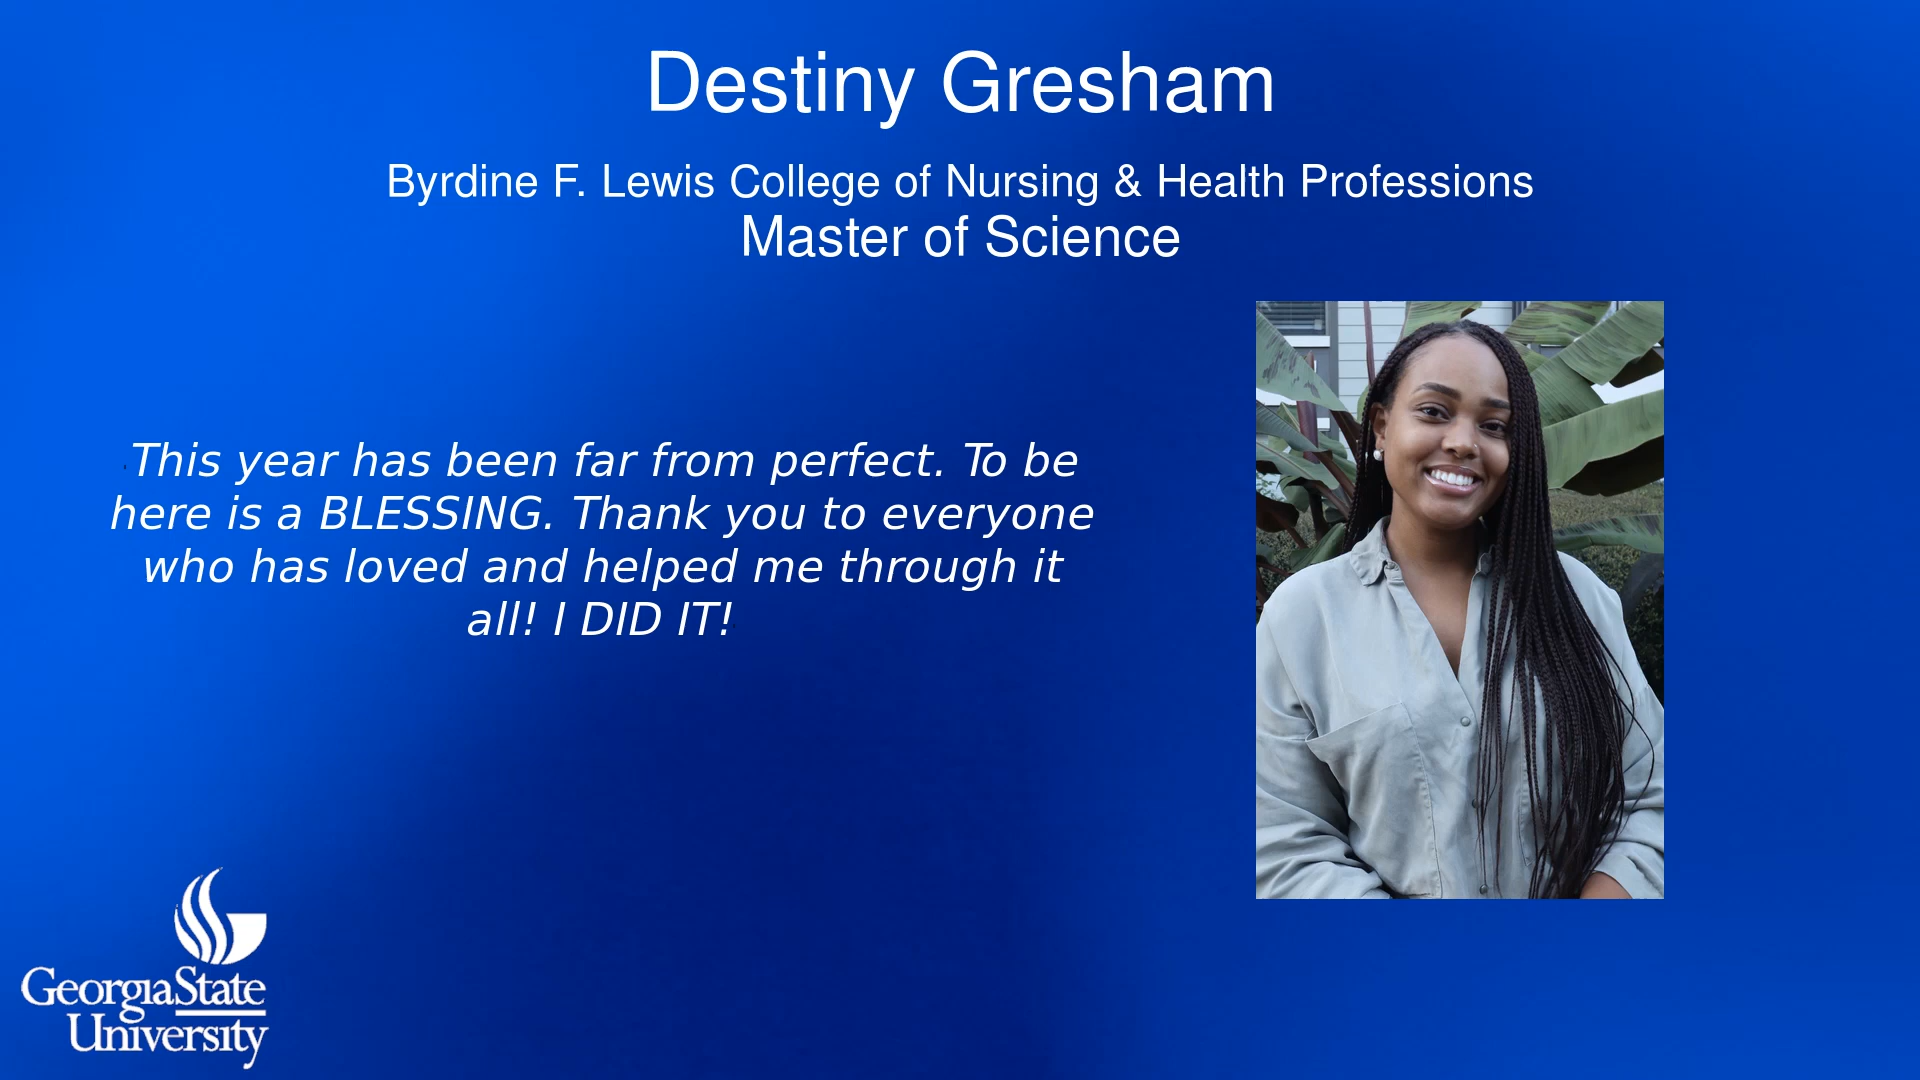 Destiny Gresham
Byrdine F. Lewis College of Nursing & Health Professions
Master of Science
This year has been far from perfect. To be
here is a BLESSING. Thank you to everyone
who has loved and helped me through it
all! I DID IT!
GeorgiaState
University